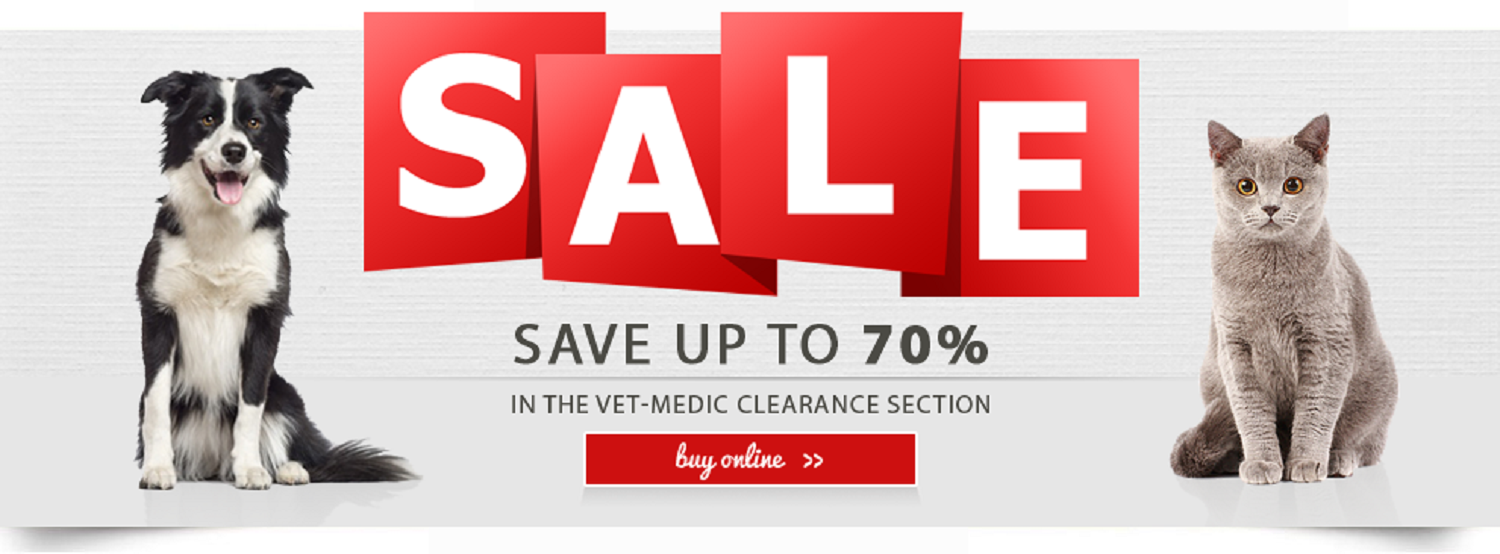 SALE
SAVE UP TO 70%
IN THE VET-MEDIC CLEARANCE SECTION
buy online >>